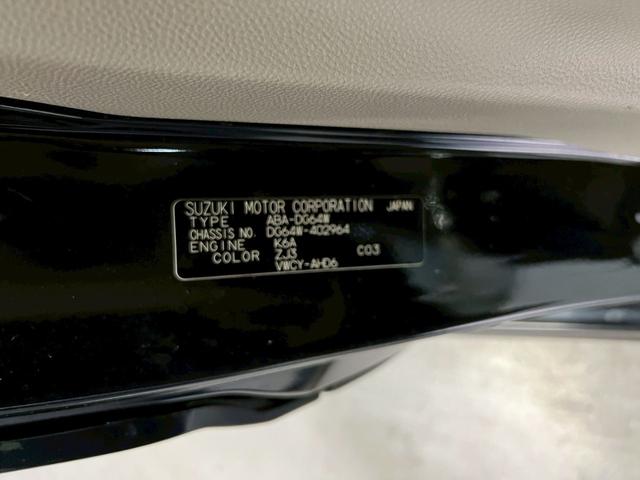 SUZUKI MOTOR CORPORATION JAPAN
TYPE ABA-DG64W
CHASSIS NO. DG64W-402964
ENGINE K6A
COLOR ZJ3 C03
VWCY-AHD6